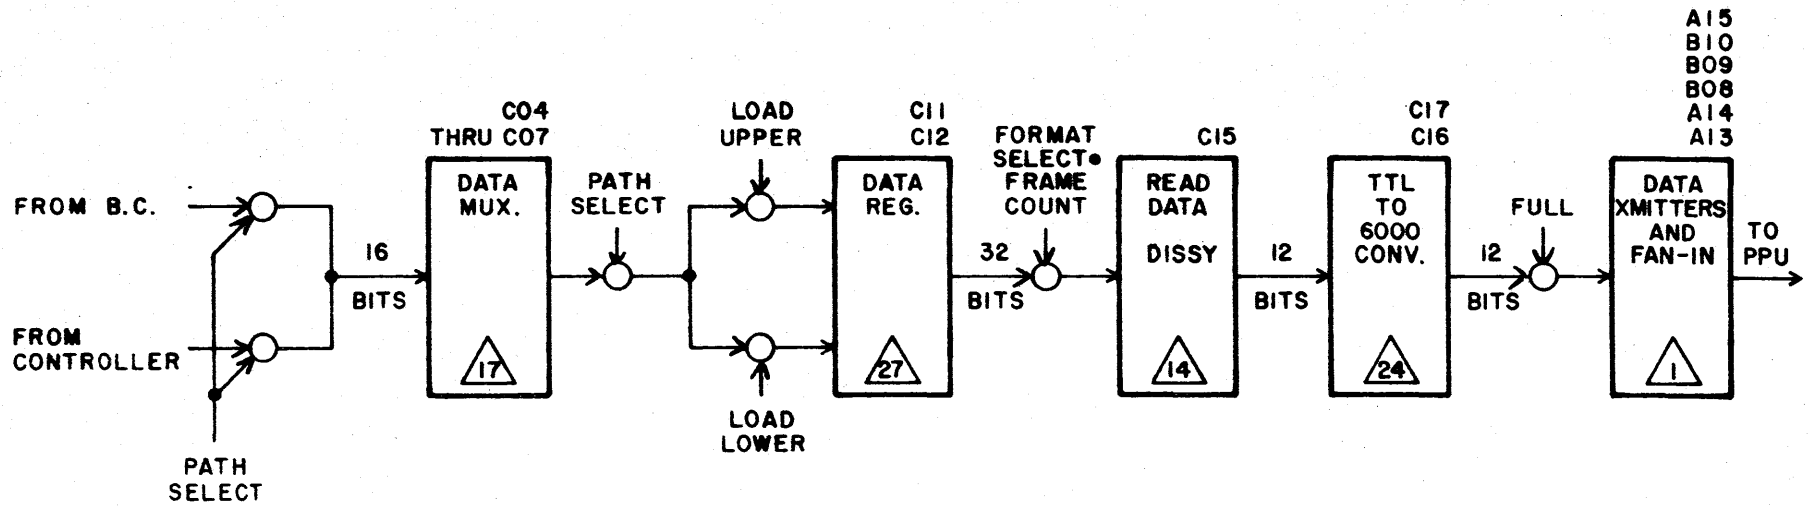 FROM B.C.
FROM
CONTROLLER
PATH
SELECT
16
BITS
C04
THRU C07
DATA
MUX.
17
PATH
SELECT
LOAD
UPPER
LOAD
LOWER
C11
C12
DATA
REG.
27
32
BITS
FORMAT
SELECT•
FRAME
COUNT
C15
READ
DATA
DISSY
14
12
BITS
C17
C16
TTL
TO
6000
CONV.
24
12
BITS
FULL
A15
B10
B09
B08
A14
A13
DATA
XMITTERS
AND
FAN-IN
1
TO
PPU